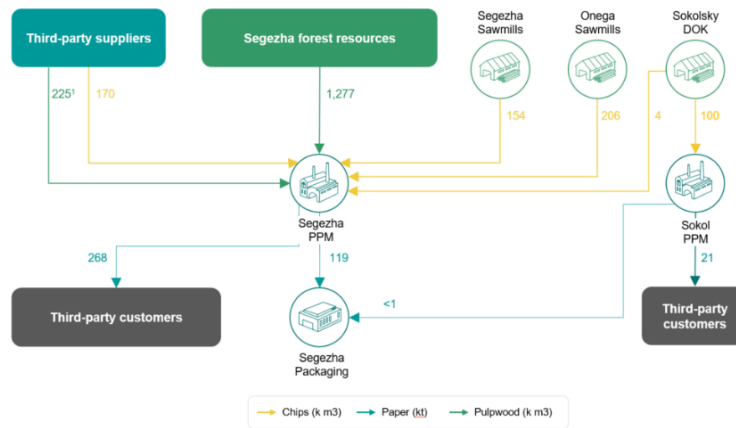 Third-party suppliers
Segezha forest resources
Segezha
Sawmills
Onega
Sawmills
Sokolsky
DOK
225¹
170
1,277
154
206
4
100
Segezha
PPM
Sokol
PPM
268
119
21
<1
Third-party customers
Third-party
customers
Segezha
Packaging
Chips (k m3)
Paper (kt)
Pulpwood (k m3)